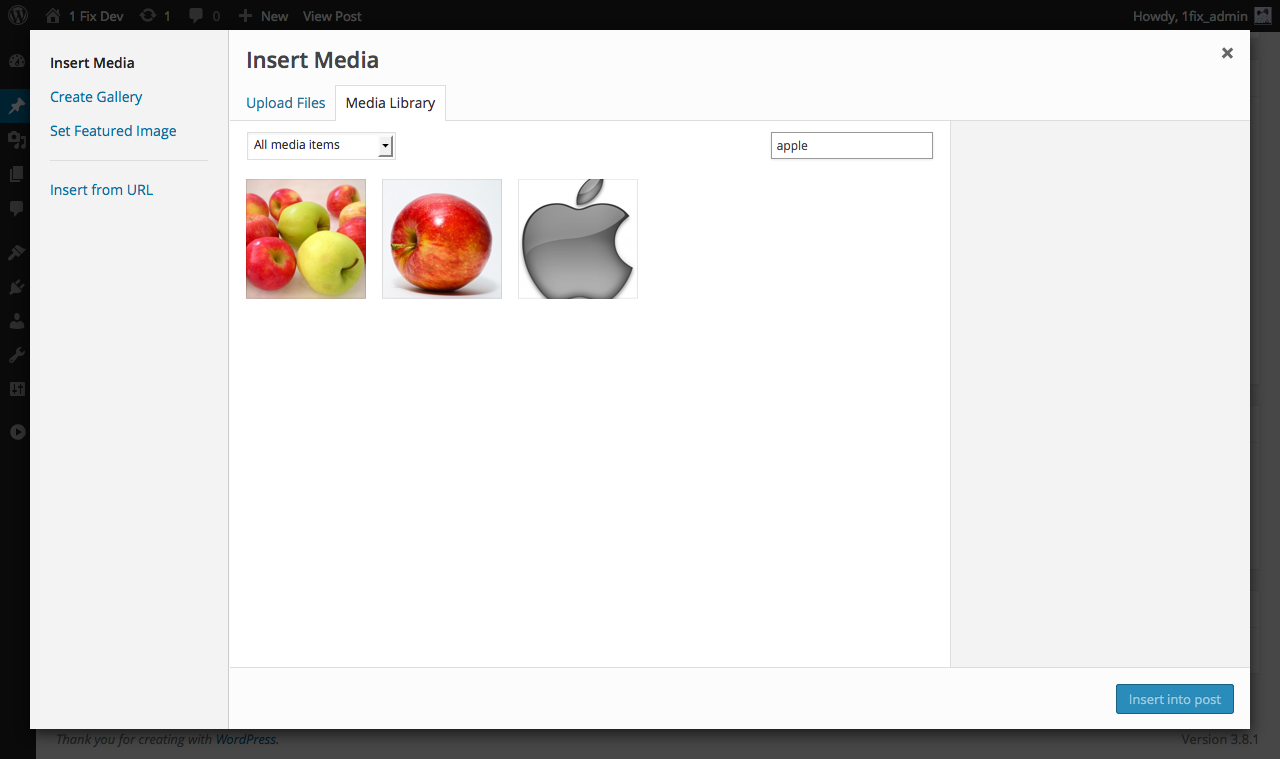 1 Fix Dev 1 0 New View Post Howdy, 1fix_admin
Insert Media
Create Gallery
Set Featured Image
Insert from URL
Insert Media
Upload Files Media Library
All media items apple
Insert into post
Thank you for creating with WordPress. Version 3.8.1